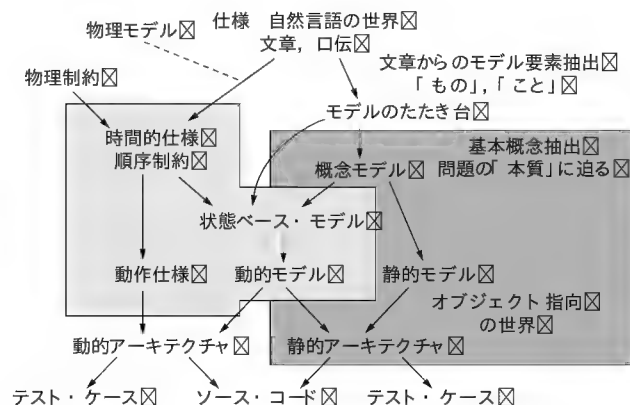 物理モデル
仕様 自然言語の世界
文章，口伝
物理制約
文章からのモデル要素抽出
「もの」，「こと」
モデルのたたき台
時間的仕様
順序制約
基本概念抽出
問題の「本質」に迫る
概念モデル
状態ベース・モデル
動作仕様
動的モデル
静的モデル
オブジェクト指向
の世界
動的アーキテクチャ
静的アーキテクチャ
テスト・ケース
ソース・コード
テスト・ケース